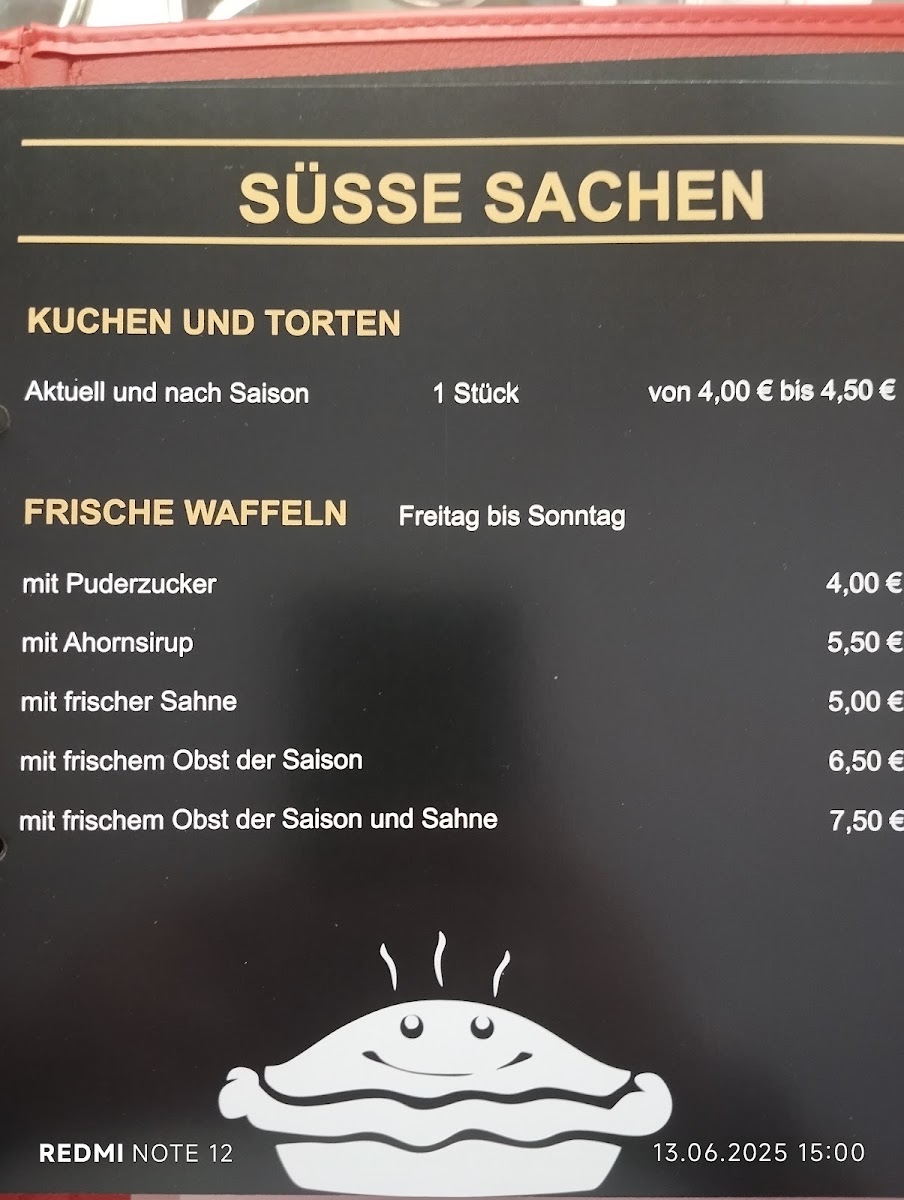 SÜSSE SACHEN
KUCHEN UND TORTEN
Aktuell und nach Saison 1 Stück von 4,00 € bis 4,50 €
FRISCHE WAFFELN Freitag bis Sonntag
mit Puderzucker 4,00 €
mit Ahornsirup 5,50 €
mit frischer Sahne 5,00 €
mit frischem Obst der Saison 6,50 €
mit frischem Obst der Saison und Sahne 7,50 €
REDMI NOTE 12 13.06.2025 15:00